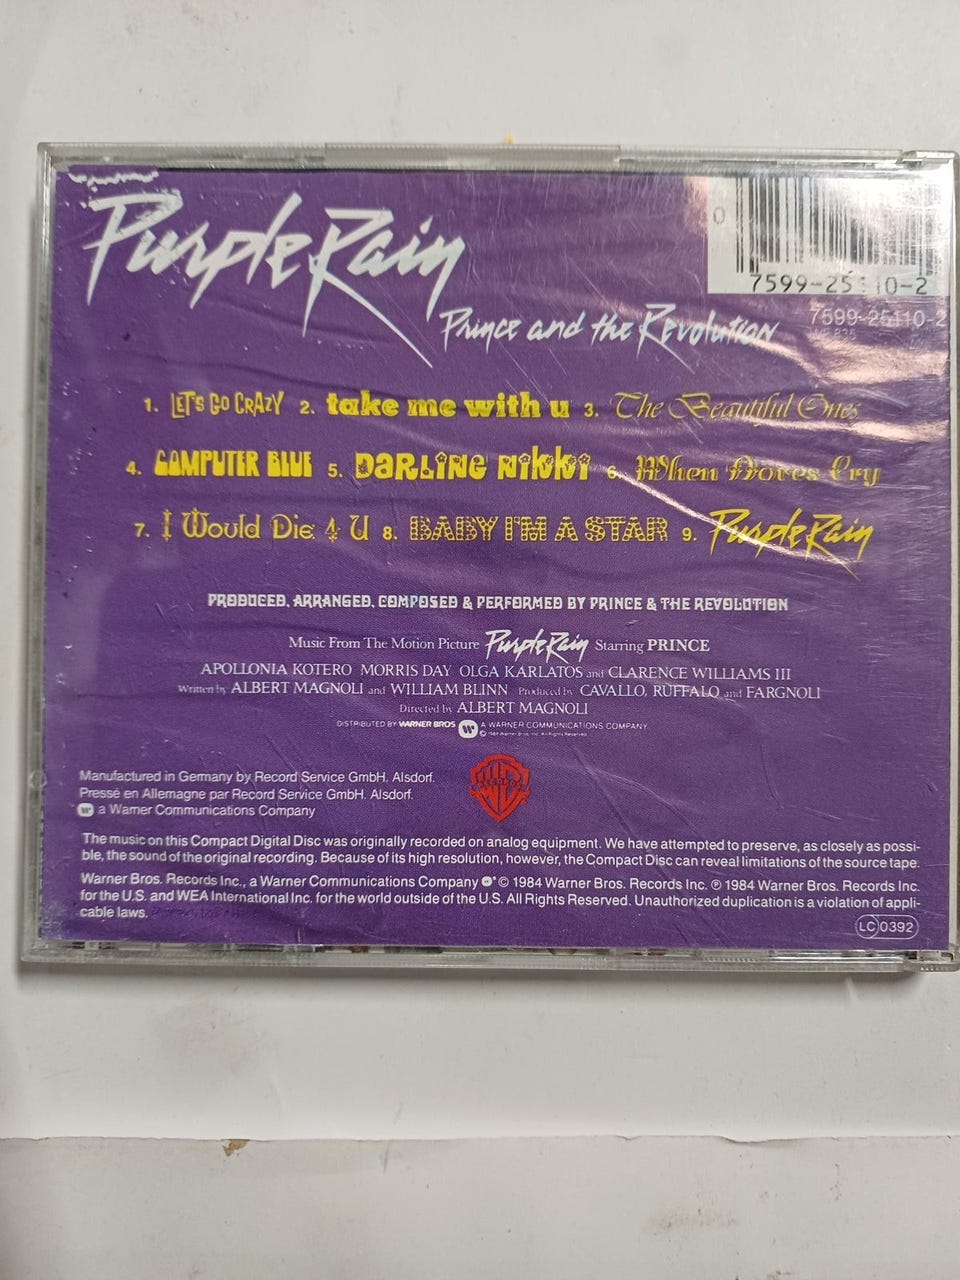 Purple Rain
0
7599-25110-2
7599-25110-2
Prince and the Revolution
1. LET'S GO CRAZY 2. take me with u 3. The Beautiful Ones
4. COMPUTER BLUE 5. DARLING NIKKI 6. When Doves Cry
7. I Would Die 4 U 8. BABY I'M A STAR 9. Purple Rain
PRODUCED, ARRANGED, COMPOSED & PERFORMED BY PRINCE & THE REVOLUTION
Music From The Motion Picture Purple Rain Starring PRINCE
APOLLONIA KOTERO MORRIS DAY OLGA KARLATOS and CLARENCE WILLIAMS III
Written by ALBERT MAGNOLI and WILLIAM BLINN Produced by CAVALLO, RUFFALO and FARGNOLI
Directed by ALBERT MAGNOLI
DISTRIBUTED BY WARNER BROS A WARNER COMMUNICATIONS COMPANY
© 1984 Warner Bros. Inc. All Rights Reserved.
RECORDS
Manufactured in Germany by Record Service GmbH, Alsdorf.
Pressé en Allemagne par Record Service GmbH. Alsdorf.
a Warner Communications Company
The music on this Compact Digital Disc was originally recorded on analog equipment. We have attempted to preserve, as closely as possi-
ble, the sound of the original recording. Because of its high resolution, however, the Compact Disc can reveal limitations of the source tape.
Warner Bros. Records Inc., a Warner Communications Company © 1984 Warner Bros. Records Inc. ℗ 1984 Warner Bros. Records Inc.
for the U.S. and WEA International Inc. for the world outside of the U.S. All Rights Reserved. Unauthorized duplication is a violation of appli-
cable laws.
LC 0392